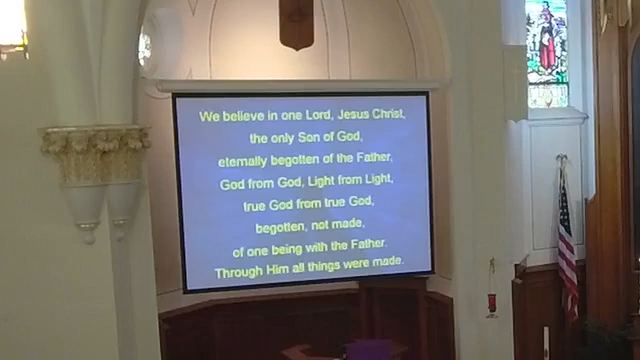 We believe in one Lord, Jesus Christ,
the only Son of God,
eternally begotten of the Father,
God from God, Light from Light,
true God from true God,
begotten, not made,
of one being with the Father.
Through Him all things were made.